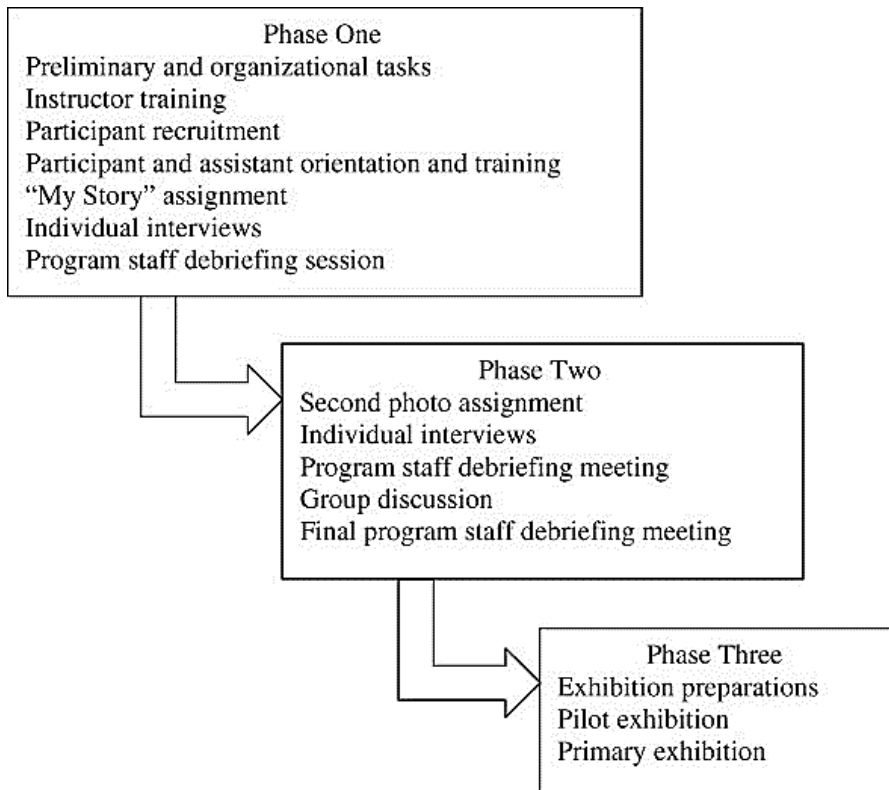 Phase One
Preliminary and organizational tasks
Instructor training
Participant recruitment
Participant and assistant orientation and training
“My Story” assignment
Individual interviews
Program staff debriefing session
Phase Two
Second photo assignment
Individual interviews
Program staff debriefing meeting
Group discussion
Final program staff debriefing meeting
Phase Three
Exhibition preparations
Pilot exhibition
Primary exhibition